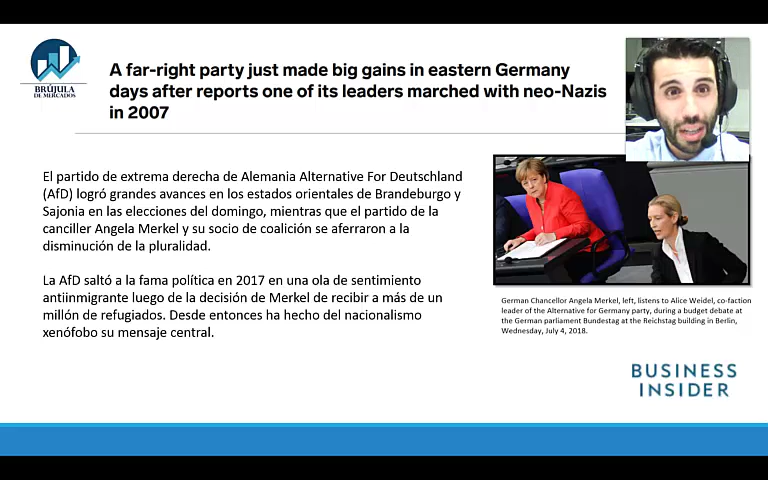 BRÚJULA
DE MERCADOS
A far-right party just made big gains in eastern Germany
days after reports one of its leaders marched with neo-Nazis
in 2007
El partido de extrema derecha de Alemania Alternative For Deutschland
(AfD) logró grandes avances en los estados orientales de Brandeburgo y
Sajonia en las elecciones del domingo, mientras que el partido de la
canciller Angela Merkel y su socio de coalición se aferraron a la
disminución de la pluralidad.
La AfD saltó a la fama política en 2017 en una ola de sentimiento
antiinmigrante luego de la decisión de Merkel de recibir a más de un
millón de refugiados. Desde entonces ha hecho del nacionalismo
xenófobo su mensaje central.
German Chancellor Angela Merkel, left, listens to Alice Weidel, co-faction
leader of the Alternative for Germany party, during a budget debate at
the German parliament Bundestag at the Reichstag building in Berlin,
Wednesday, July 4, 2018.
BUSINESS
INSIDER